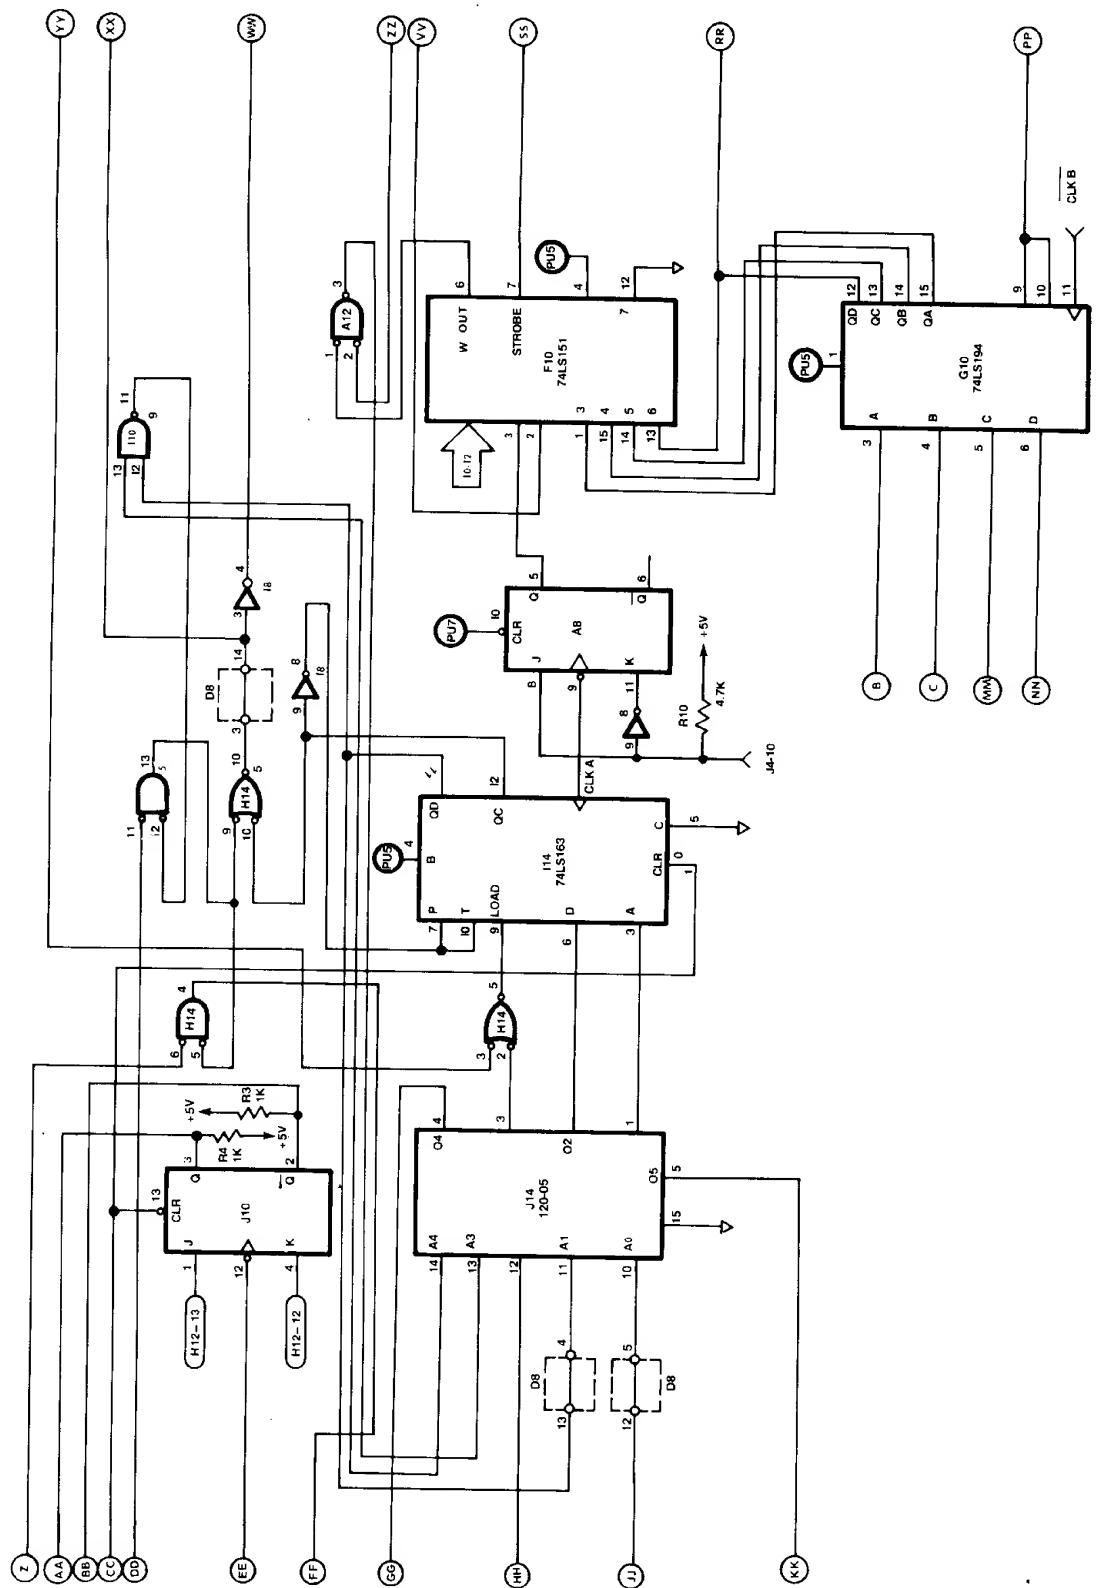 YY
XX
WW
ZZ
VV
SS
RR
PP
CLK B
11
9
I10
13
12
3
A12
1
2
4
I8
3
14
D8
3
8
I8
9
13
11
12
10
5
H14
9
10
6
W OUT
7
STROBE
PU5
4
12
7
F10
74LS151
10-12
3
2
3
4
5
6
1
15
14
13
12
13
14
15
QD
QC
QB
QA
9
10
11
PU5
1
G10
74LS194
A
B
C
D
3
4
5
6
B
C
MM
NN
PU7
10
CLR
5
Q
6
Q
A8
J
K
8
9
11
8
9
R10
4.7K
+5V
J4-10
CLK A
PU5
4
B
QD
12
QC
I14
74LS163
C
5
CLR
0
1
P
T
LOAD
D
A
7
10
9
6
3
4
H14
6
5
5
H14
3
2
+5V
R3
1K
R4
1K
+5V
3
Q
2
Q
13
CLR
J10
J
K
1
12
4
H12-13
H12-12
4
O4
3
O2
1
O5
5
15
J14
120-05
A4
A3
A1
A0
14
13
12
11
10
4
D8
13
5
D8
12
Z
AA
BB
CC
DD
EE
FF
GG
HH
JJ
KK